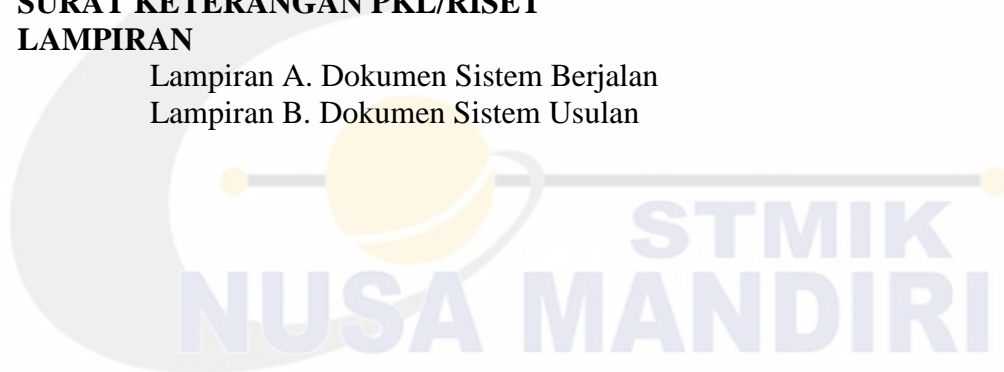 SURAT KETERANGAN PKL/RISET
LAMPIRAN
Lampiran A. Dokumen Sistem Berjalan
Lampiran B. Dokumen Sistem Usulan
STMIK
NUSA MANDIRI